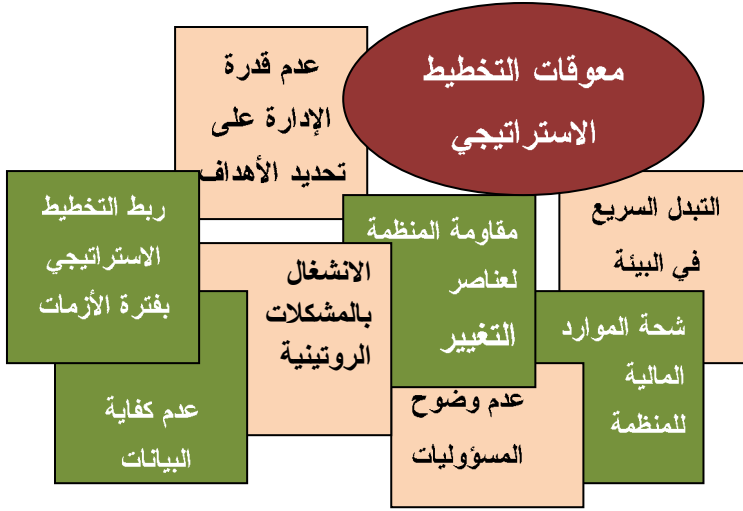 معوقات التخطيط
الاستراتيجي
عدم قدرة
الإدارة على
تحديد الأهداف
التبدل السريع
في البيئة
مقاومة المنظمة
لعناصر
التغيير
ربط التخطيط
الاستراتيجي
بفترة الأزمات
الانشغال
بالمشكلات
الروتينية
شحة الموارد
المالية
للمنظمة
عدم وضوح
المسؤوليات
عدم كفاية
البيانات